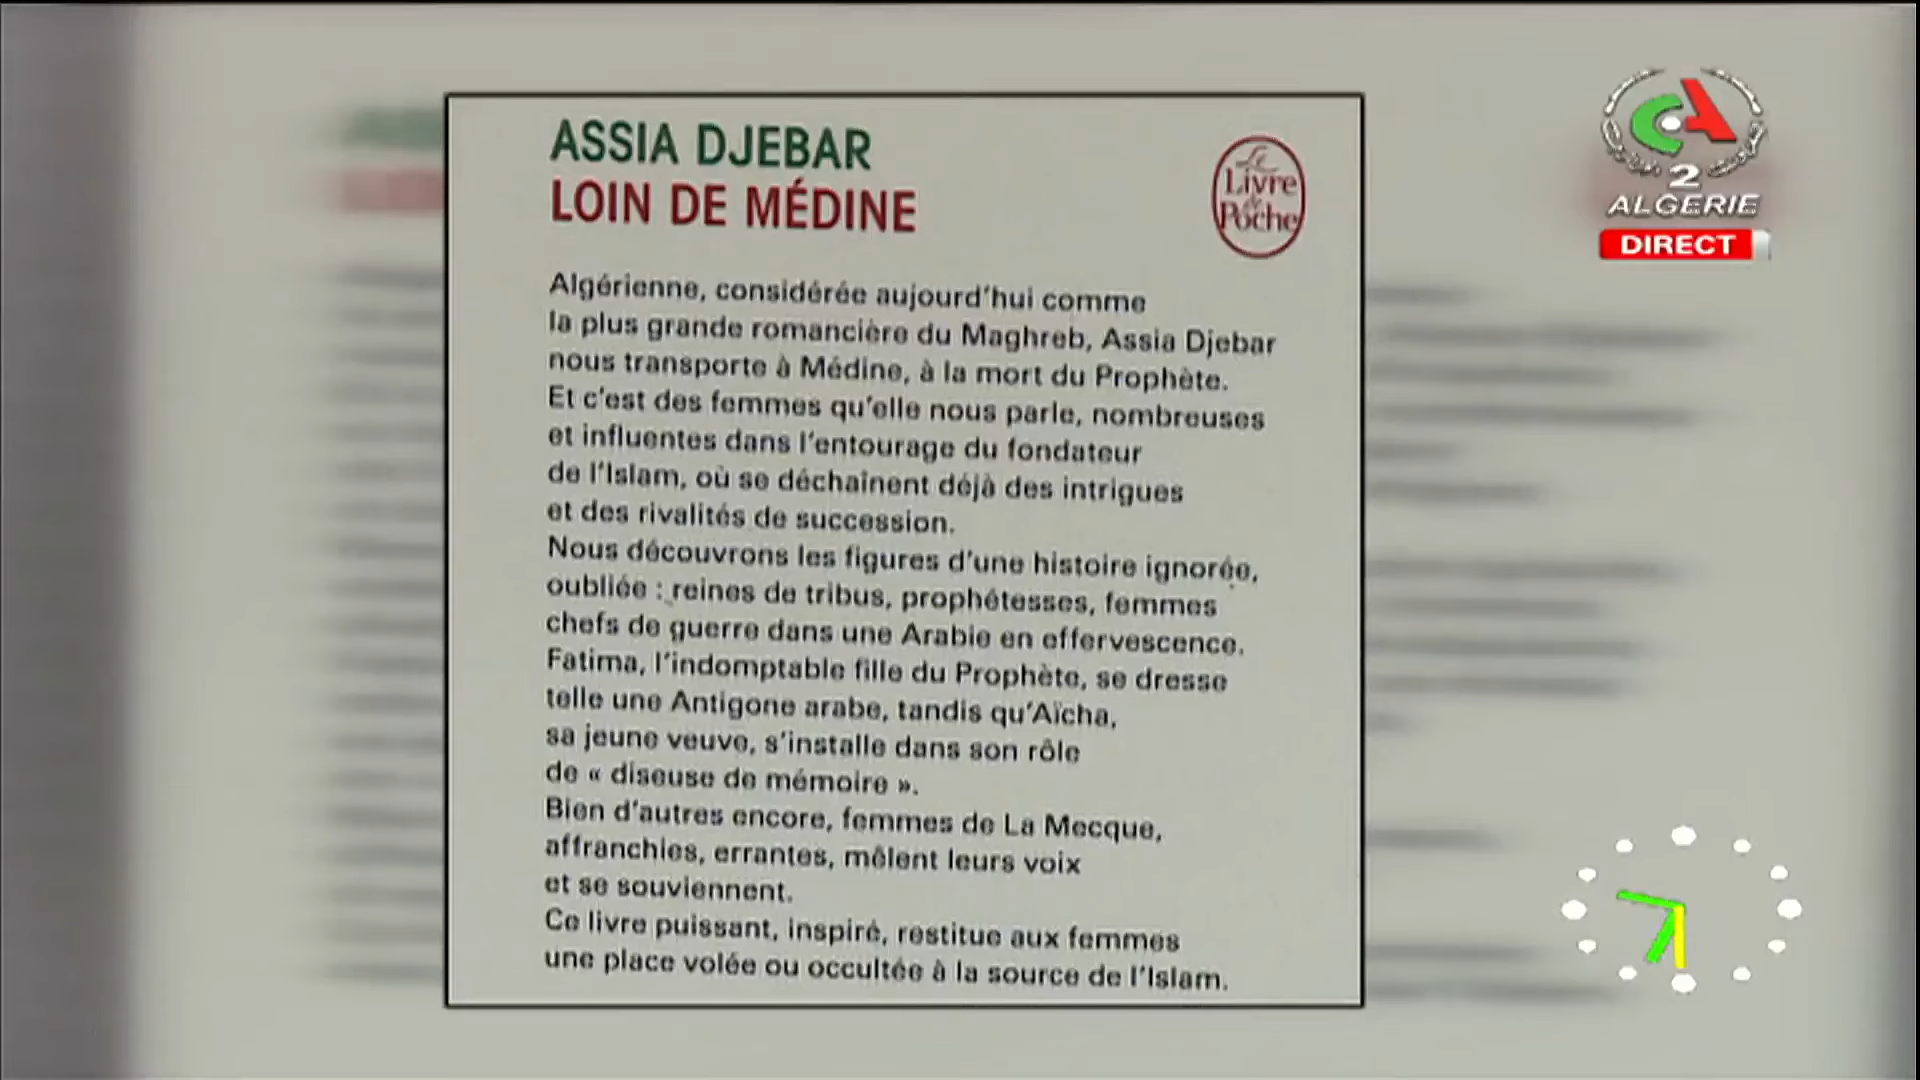 ASSIA DJEBAR
LOIN DE MÉDINE
Le
Livre
de
Poche
Algérienne, considérée aujourd'hui comme
la plus grande romancière du Maghreb, Assia Djebar
nous transporte à Médine, à la mort du Prophète.
Et c'est des femmes qu'elle nous parle, nombreuses
et influentes dans l'entourage du fondateur
de l'Islam, où se déchaînent déjà des intrigues
et des rivalités de succession.
Nous découvrons les figures d'une histoire ignorée,
oubliée : reines de tribus, prophétesses, femmes
chefs de guerre dans une Arabie en effervescence.
Fatima, l'indomptable fille du Prophète, se dresse
telle une Antigone arabe, tandis qu'Aïcha,
sa jeune veuve, s'installe dans son rôle
de « diseuse de mémoire ».
Bien d'autres encore, femmes de La Mecque,
affranchies, errantes, mêlent leurs voix
et se souviennent.
Ce livre puissant, inspiré, restitue aux femmes
une place volée ou occultée à la source de l'Islam.
CA
2
ALGERIE
DIRECT